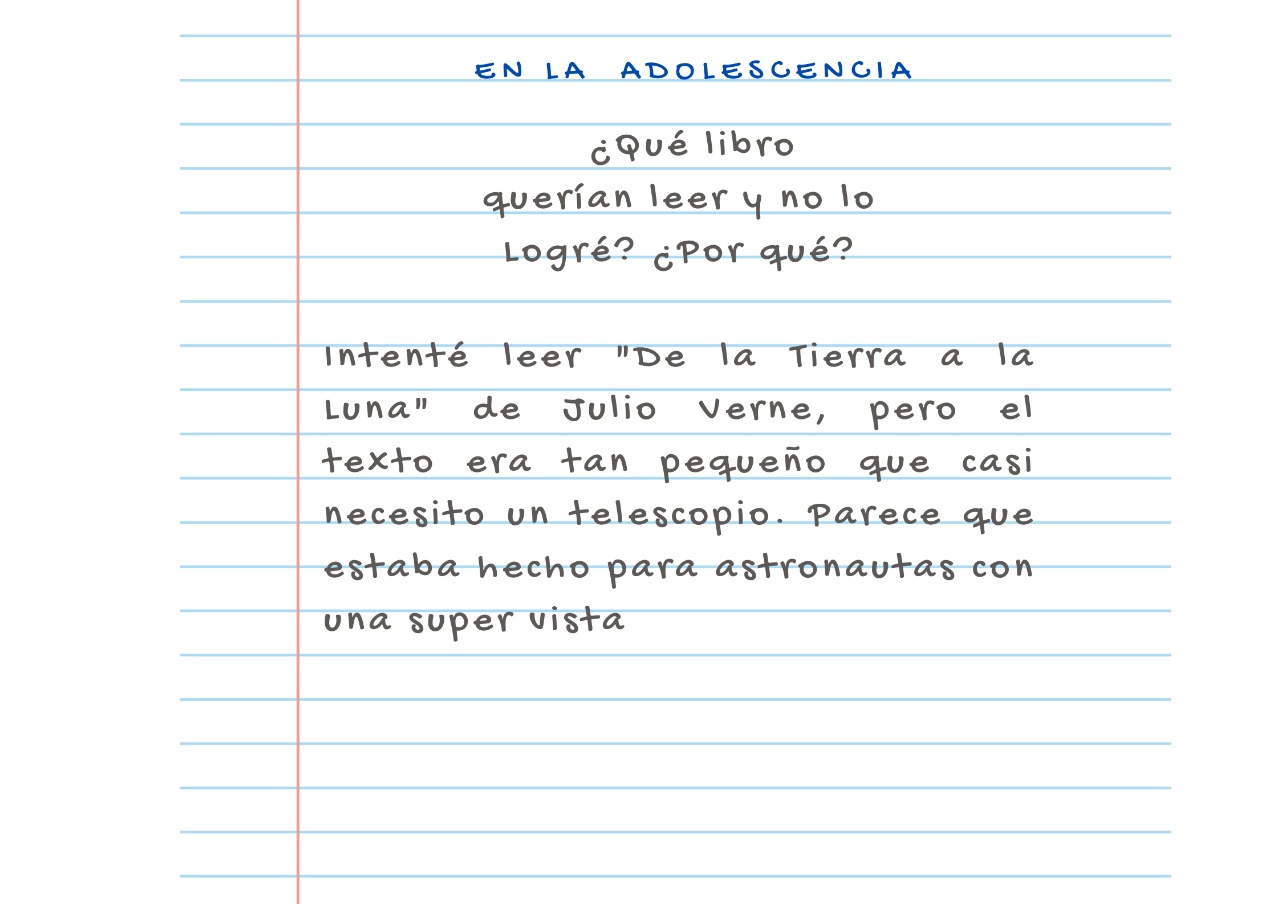 EN LA ADOLESCENCIA
¿Qué libro
querían leer y no lo
Logré? ¿Por qué?
Intenté leer "De la Tierra a la
Luna" de Julio Verne, pero el
texto era tan pequeño que casi
necesito un telescopio. Parece que
estaba hecho para astronautas con
una super vista